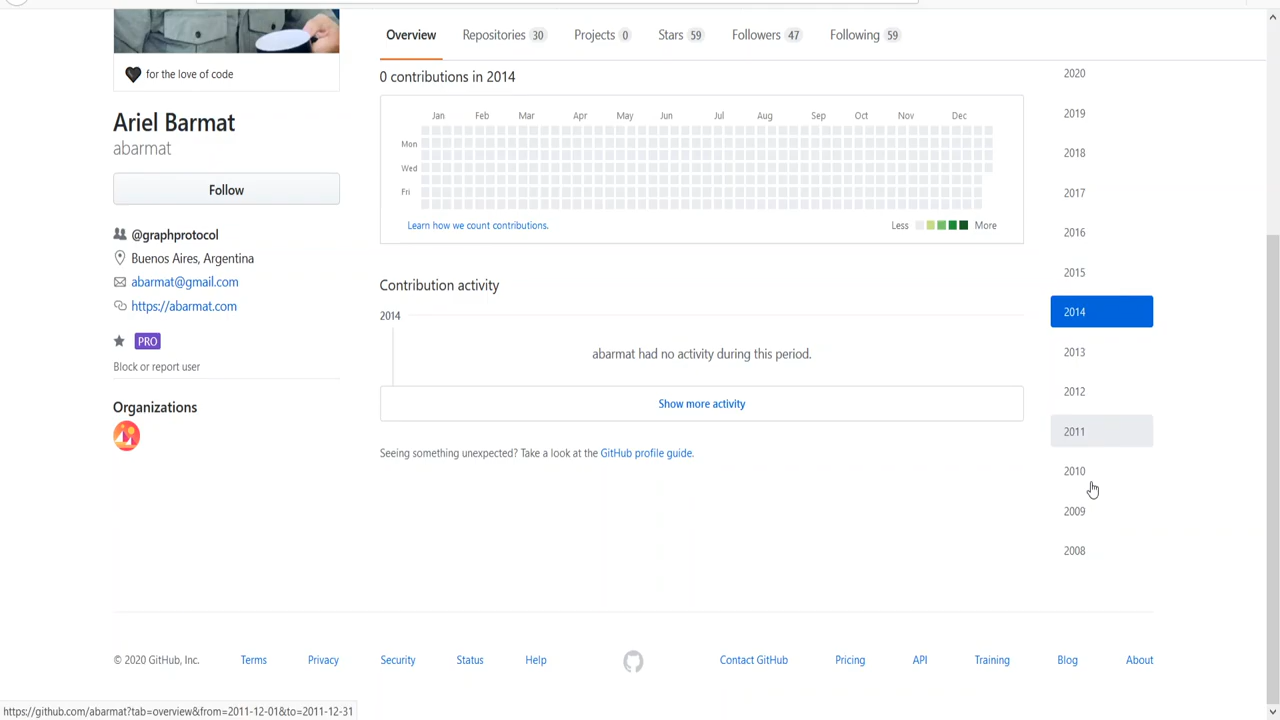 Overview Repositories 30 Projects 0 Stars 59 Followers 47 Following 59
for the love of code
Ariel Barmat
abarmat
Follow
@graphprotocol
Buenos Aires, Argentina
abarmat@gmail.com
https://abarmat.com
PRO
Block or report user
Organizations
0 contributions in 2014
Jan Feb Mar Apr May Jun Jul Aug Sep Oct Nov Dec
Mon
Wed
Fri
Learn how we count contributions.
Less More
Contribution activity
2014
abarmat had no activity during this period.
Show more activity
Seeing something unexpected? Take a look at the GitHub profile guide.
2020
2019
2018
2017
2016
2015
2014
2013
2012
2011
2010
2009
2008
© 2020 GitHub, Inc. Terms Privacy Security Status Help Contact GitHub Pricing API Training Blog About
https://github.com/abarmat?tab=overview&from=2011-12-01&to=2011-12-31